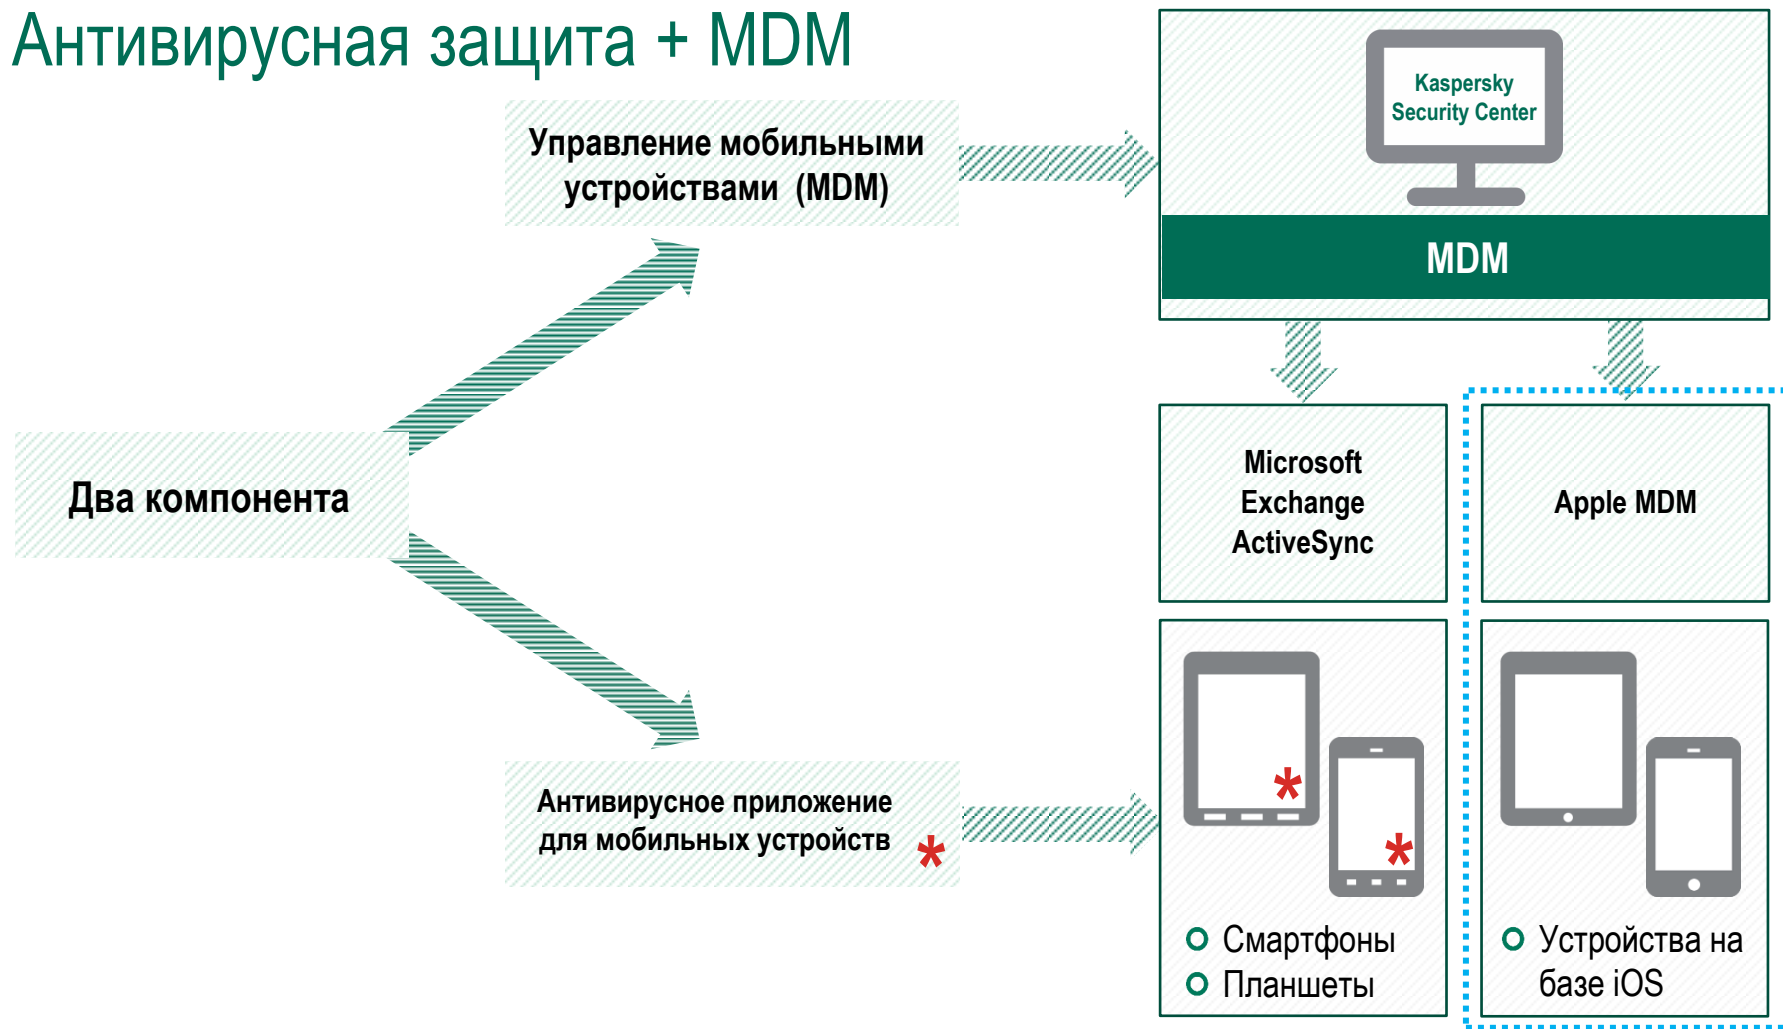 Антивирусная защита + MDM
Kaspersky
Security Center
Управление мобильными
устройствами (MDM)
MDM
Два компонента
Microsoft
Exchange
ActiveSync
Apple MDM
Антивирусное приложение
для мобильных устройств *
*
*
Смартфоны
Планшеты
Устройства на
базе iOS